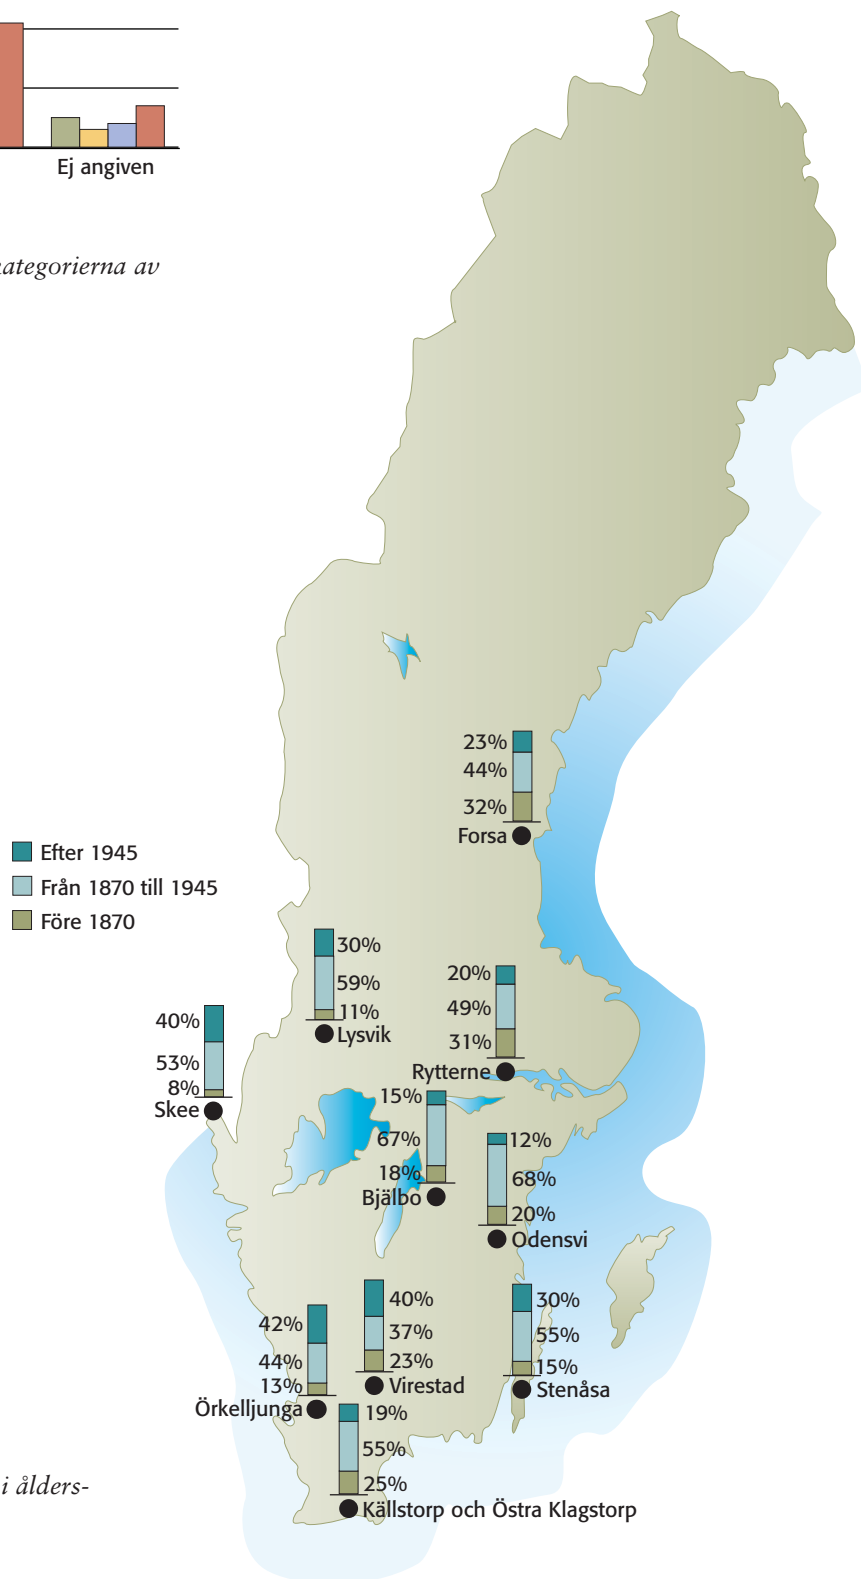 Ej angiven
kategorierna av
23%
44%
32%
Forsa
Efter 1945
Från 1870 till 1945
Före 1870
30%
59%
11%
Lysvik
20%
49%
31%
Rytterne
40%
53%
8%
Skee
15%
67%
18%
Bjälbo
12%
68%
20%
Odensvi
40%
37%
23%
Virestad
30%
55%
15%
Stenåsa
42%
44%
13%
Örkelljunga
19%
55%
25%
Källstorp och Östra Klagstorp
i ålders-